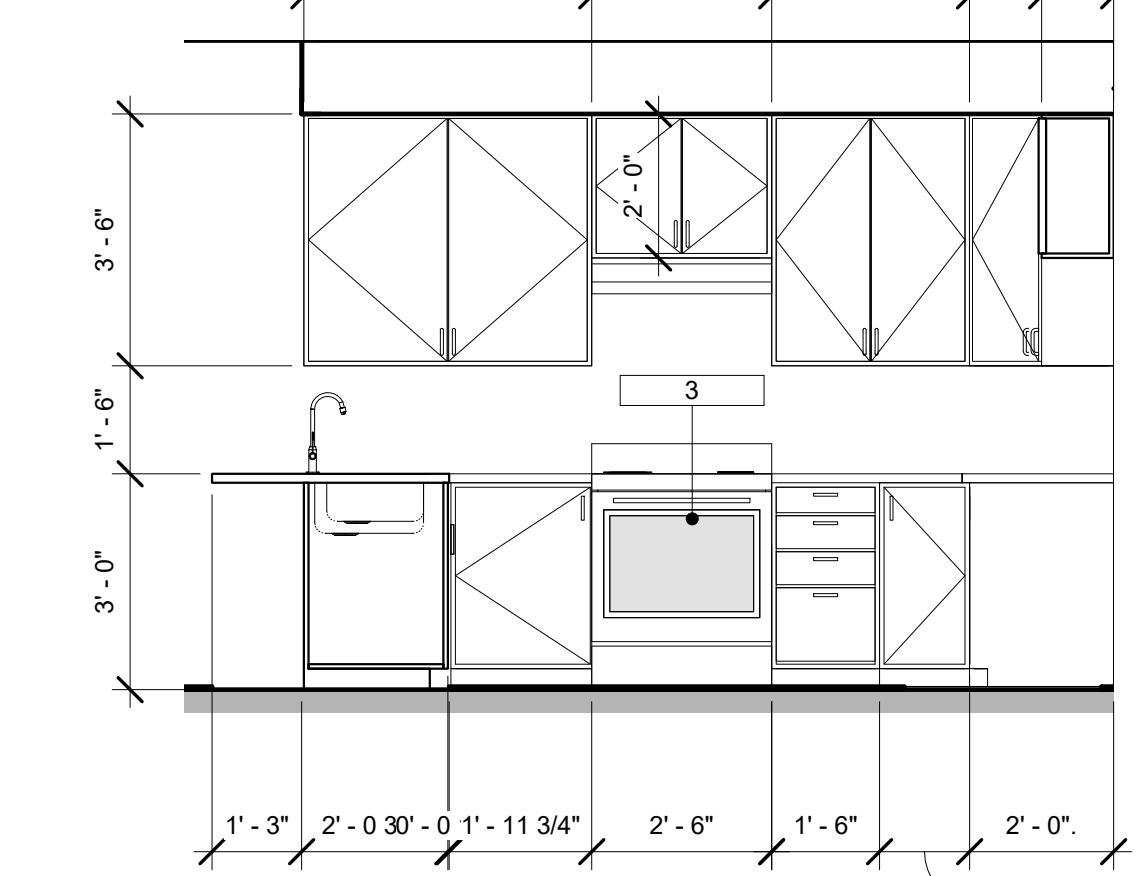 2' - 0"
3' - 6"
3
1' - 6"
3' - 0"
1' - 3" 2' - 0 30' - 0 1' - 11 3/4" 2' - 6" 1' - 6" 2' - 0".